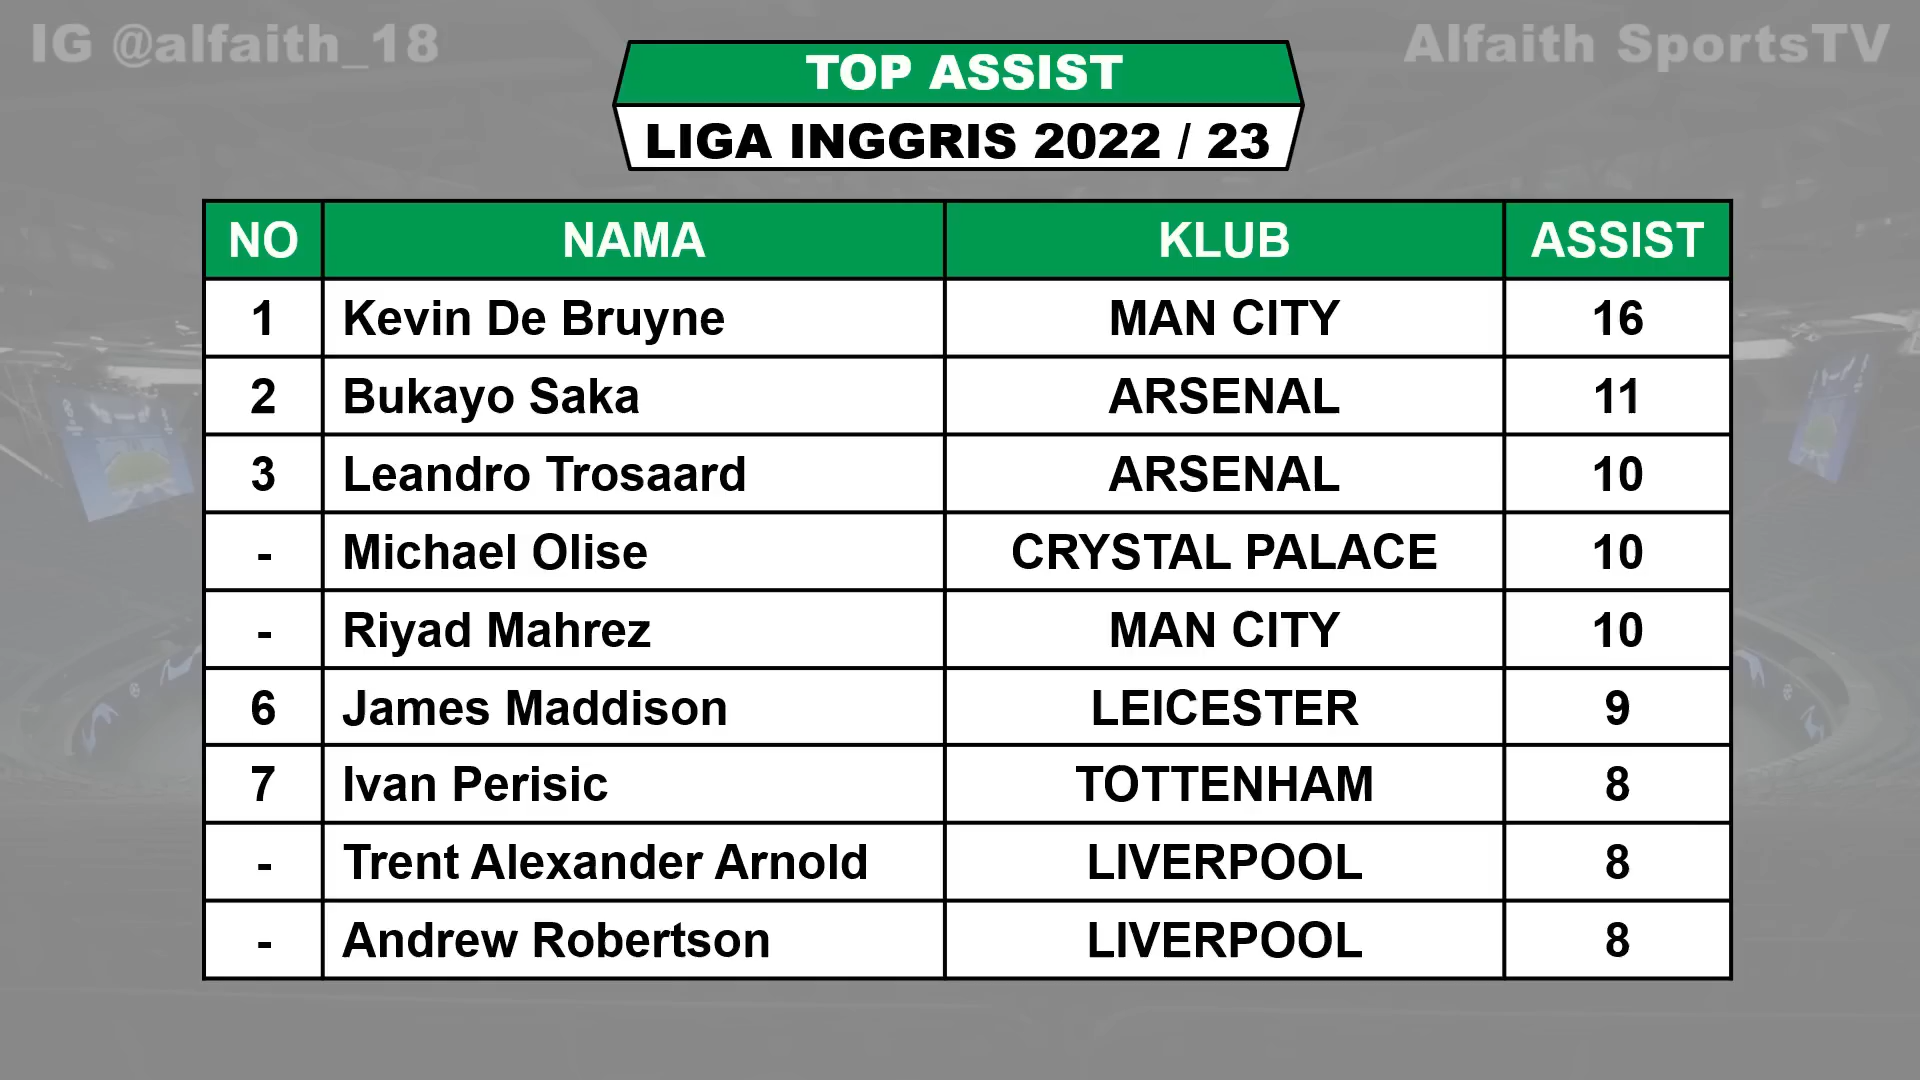 IG @alfaith_18
Alfaith SportsTV
TOP ASSIST
LIGA INGGRIS 2022 / 23
NO NAMA KLUB ASSIST
1 Kevin De Bruyne MAN CITY 16
2 Bukayo Saka ARSENAL 11
3 Leandro Trosaard ARSENAL 10
- Michael Olise CRYSTAL PALACE 10
- Riyad Mahrez MAN CITY 10
6 James Maddison LEICESTER 9
7 Ivan Perisic TOTTENHAM 8
- Trent Alexander Arnold LIVERPOOL 8
- Andrew Robertson LIVERPOOL 8